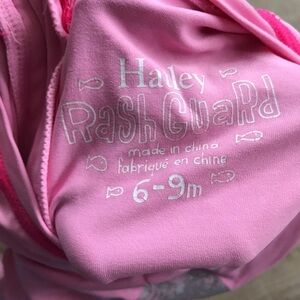 Hatley
Rash Guard
made in china
fabriqué en chine
6-9m